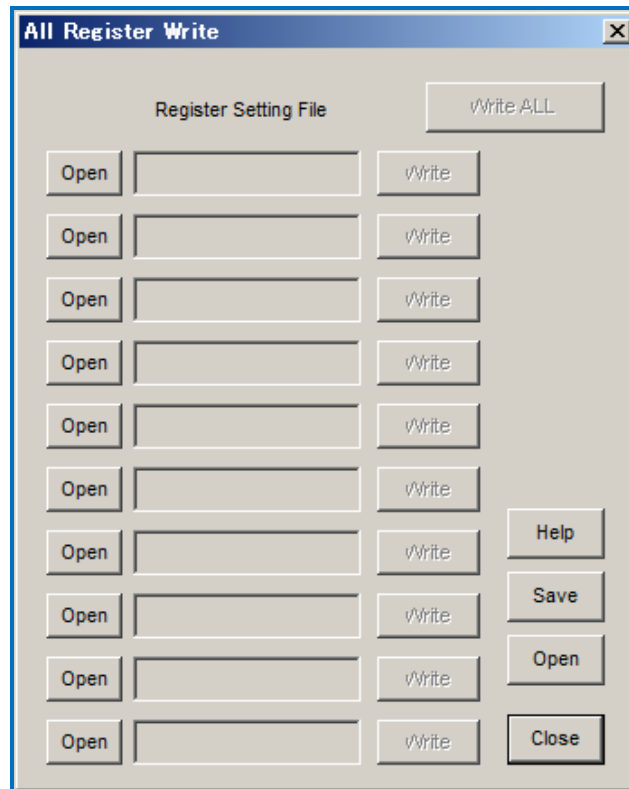 All Register Write
Register Setting File
Write ALL
Open
Write
Open
Write
Open
Write
Open
Write
Open
Write
Open
Write
Open
Write
Help
Open
Write
Save
Open
Write
Open
Open
Write
Close